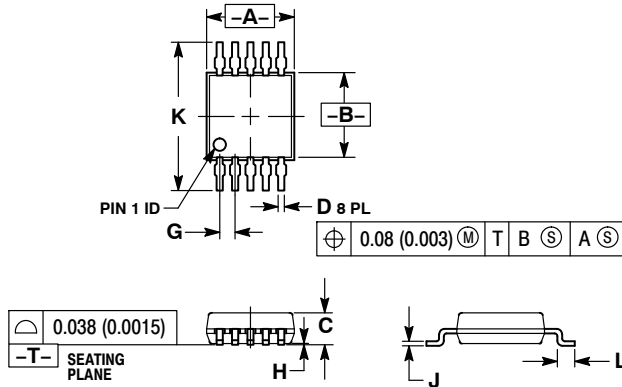 –A–
K
–B–
PIN 1 ID
G
D 8 PL
⌖ 0.08 (0.003) Ⓜ T B Ⓢ A Ⓢ
⌓ 0.038 (0.0015)
–T– SEATING
PLANE
C
H
J
L